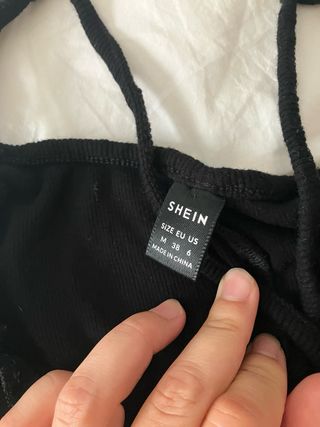 SHEIN
SIZE EU US
M 38 6
MADE IN CHINA